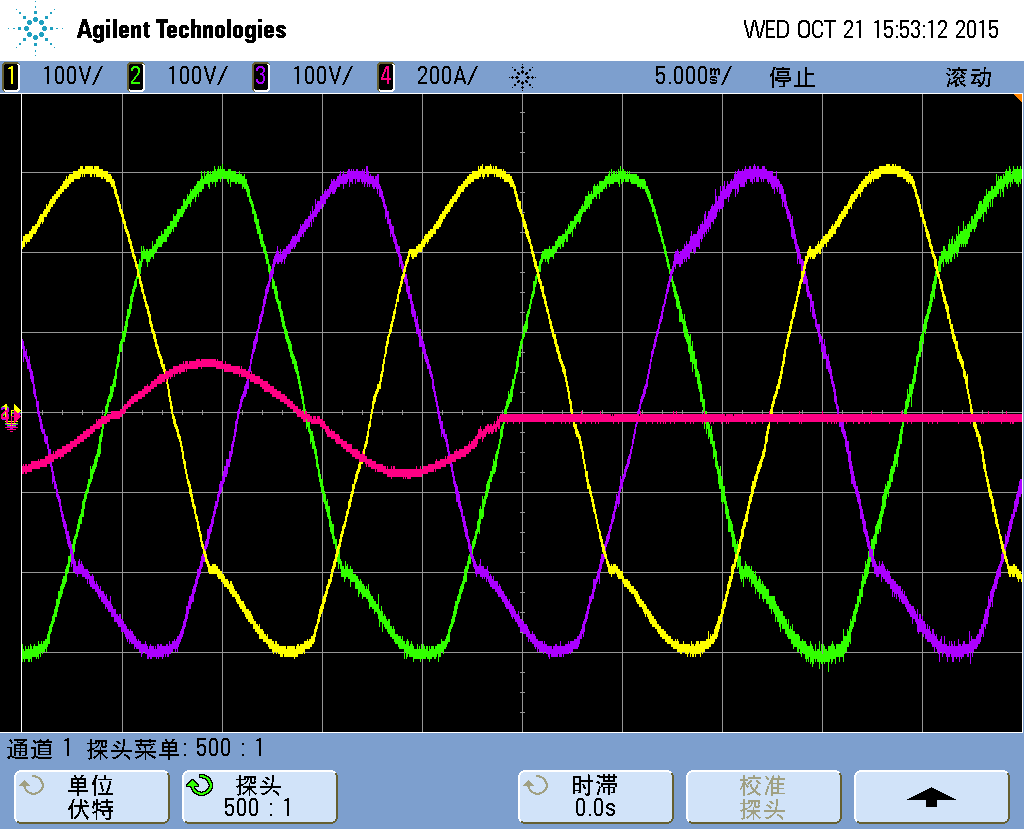 Agilent Technologies
WED OCT 21 15:53:12 2015
1 100V/ 2 100V/ 3 100V/ 4 200A/ 5.000ms/ 停止 滚动
通道 1 探头菜单: 500 : 1
单位
伏特
探头
500 : 1
时滞
0.0s
校准
探头